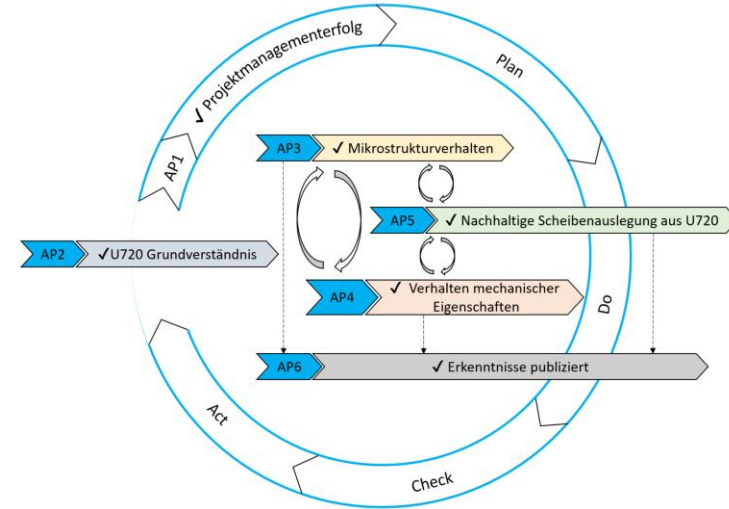 ✓ Projektmanagementerfolg
Plan
AP1
AP3 ✓ Mikrostrukturverhalten
AP5 ✓ Nachhaltige Scheibenauslegung aus U720
AP2 ✓U720 Grundverständnis
AP4 ✓ Verhalten mechanischer
Eigenschaften
Do
AP6 ✓ Erkenntnisse publiziert
Act
Check